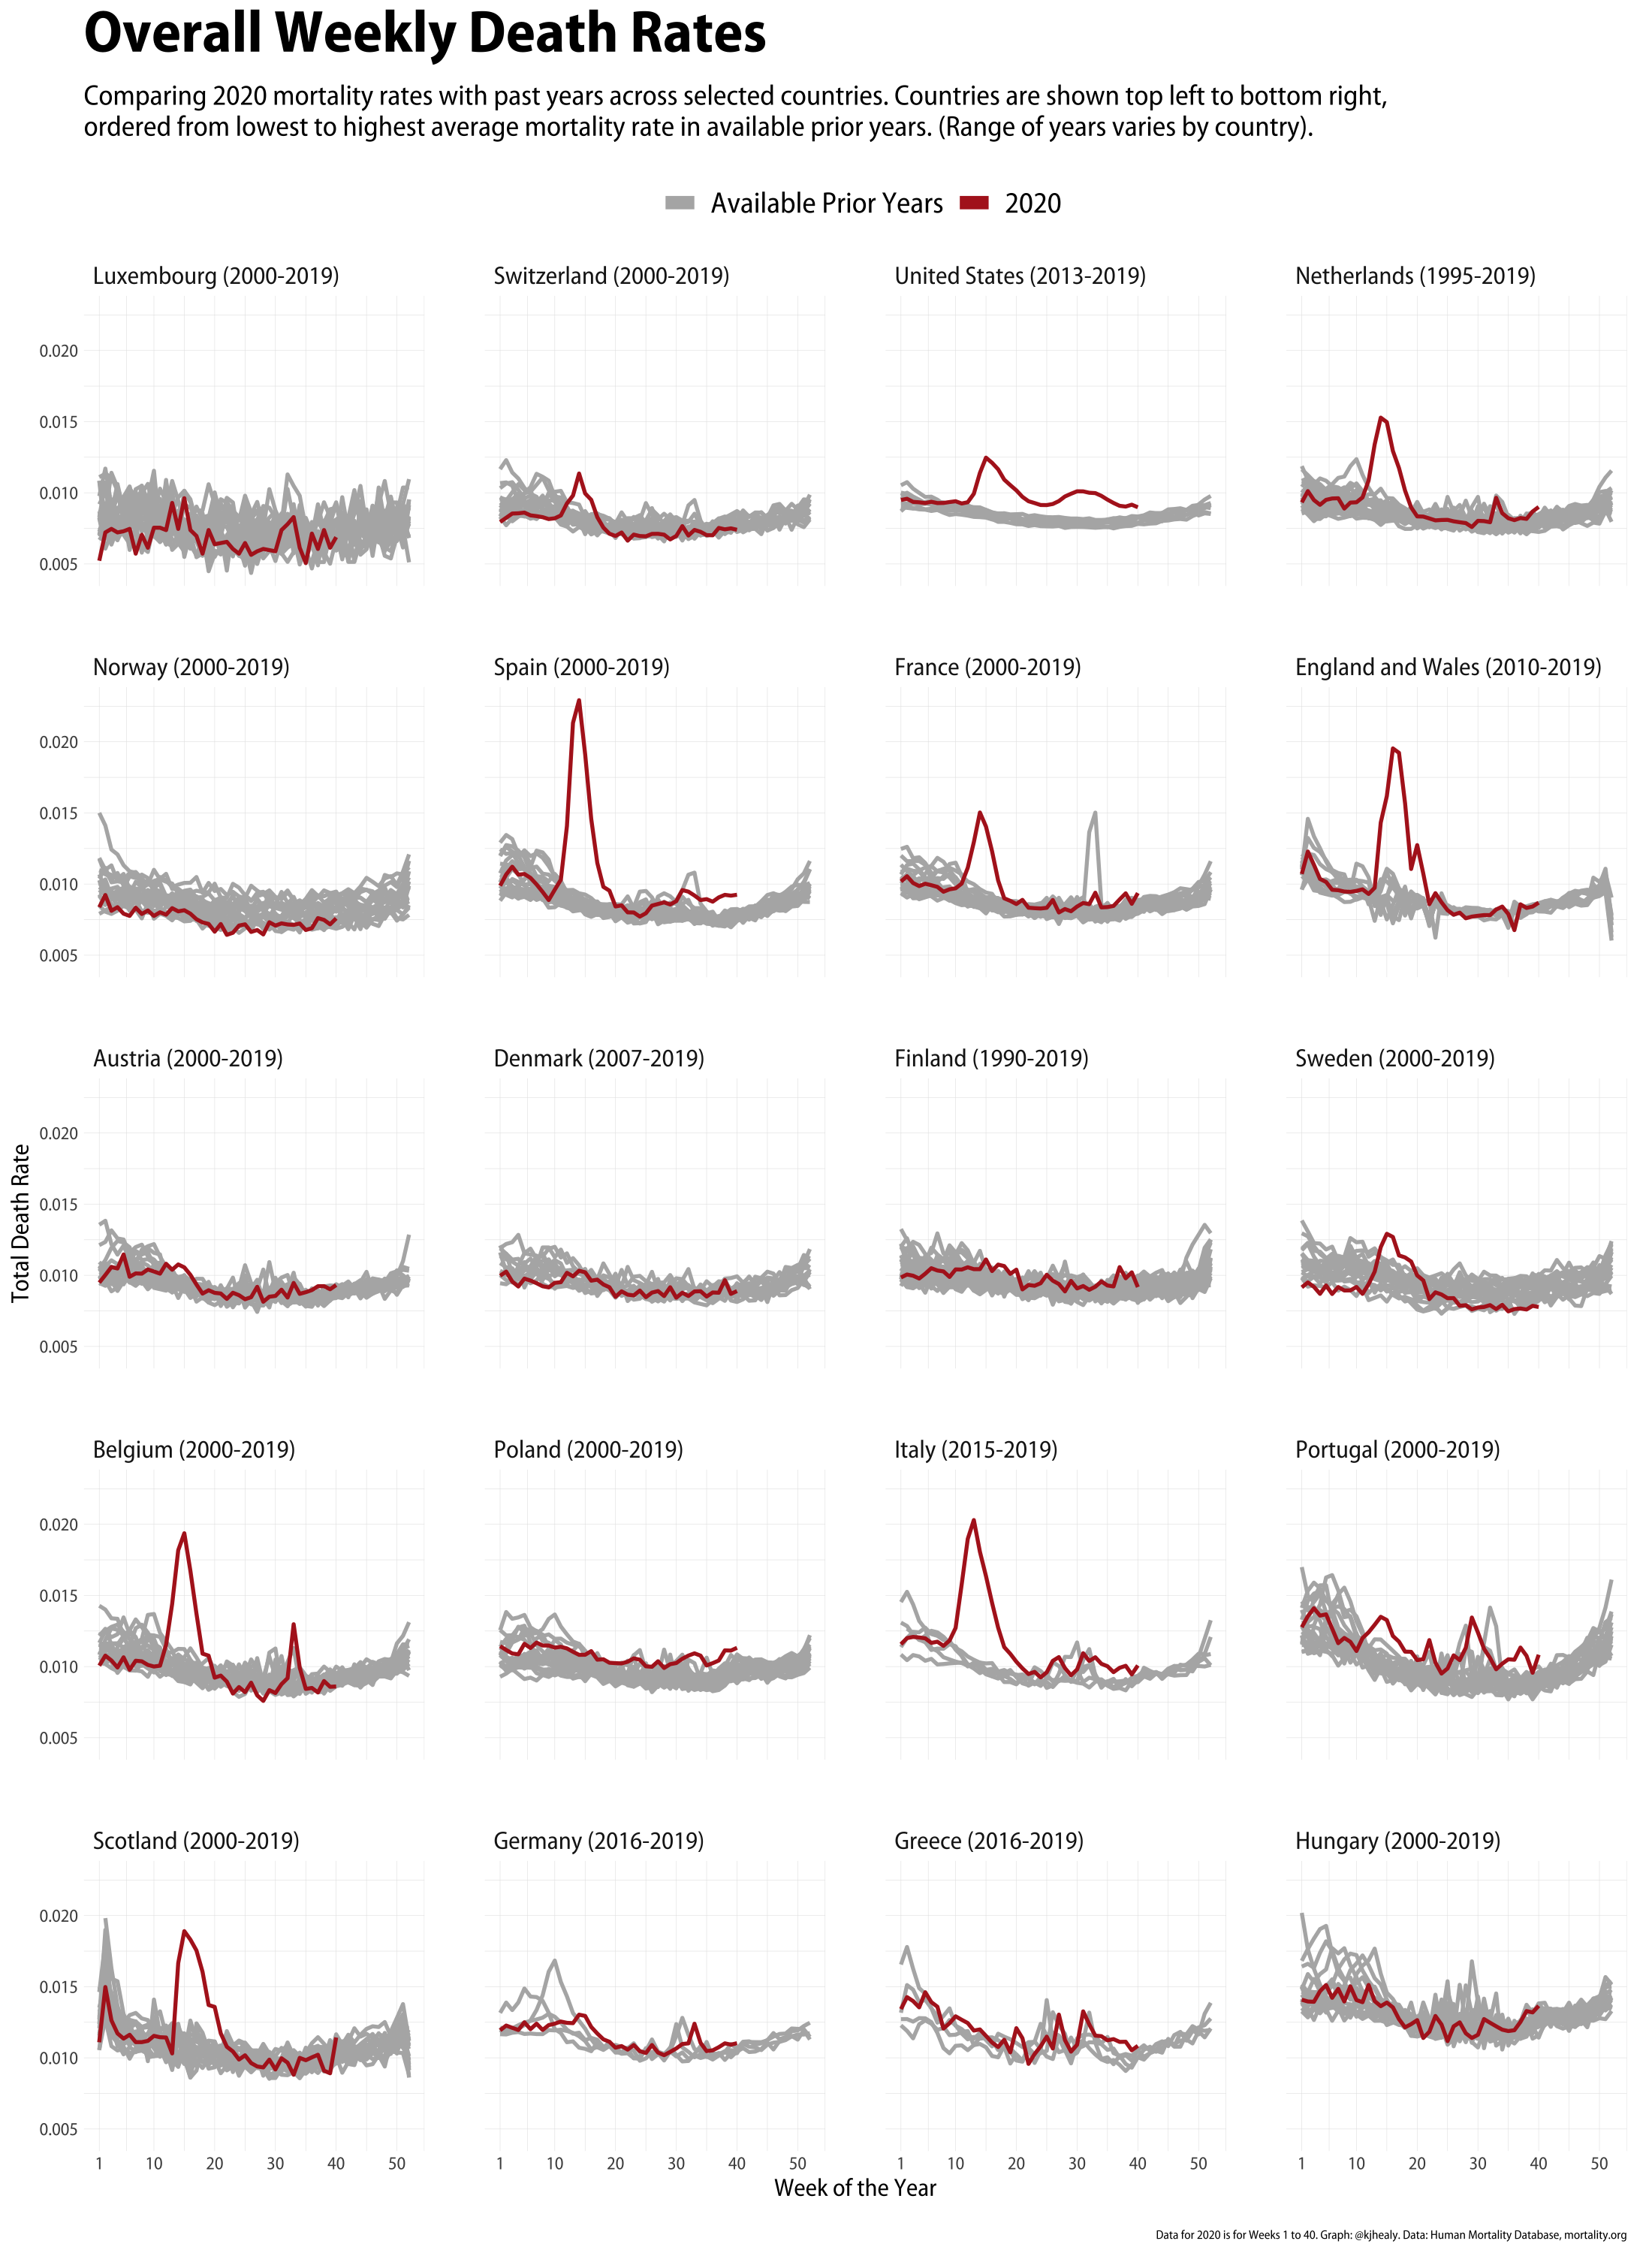 Overall Weekly Death Rates
Comparing 2020 mortality rates with past years across selected countries. Countries are shown top left to bottom right,
ordered from lowest to highest average mortality rate in available prior years. (Range of years varies by country).
Available Prior Years 2020
Luxembourg (2000-2019) Switzerland (2000-2019) United States (2013-2019) Netherlands (1995-2019)
0.020
0.015
0.010
0.005
Norway (2000-2019) Spain (2000-2019) France (2000-2019) England and Wales (2010-2019)
0.020
0.015
0.010
0.005
Austria (2000-2019) Denmark (2007-2019) Finland (1990-2019) Sweden (2000-2019)
0.020
0.015
0.010
0.005
Total Death Rate
Belgium (2000-2019) Poland (2000-2019) Italy (2015-2019) Portugal (2000-2019)
0.020
0.015
0.010
0.005
Scotland (2000-2019) Germany (2016-2019) Greece (2016-2019) Hungary (2000-2019)
0.020
0.015
0.010
0.005
1 10 20 30 40 50 1 10 20 30 40 50 1 10 20 30 40 50 1 10 20 30 40 50
Week of the Year
Data for 2020 is for Weeks 1 to 40. Graph: @kjhealy. Data: Human Mortality Database, mortality.org